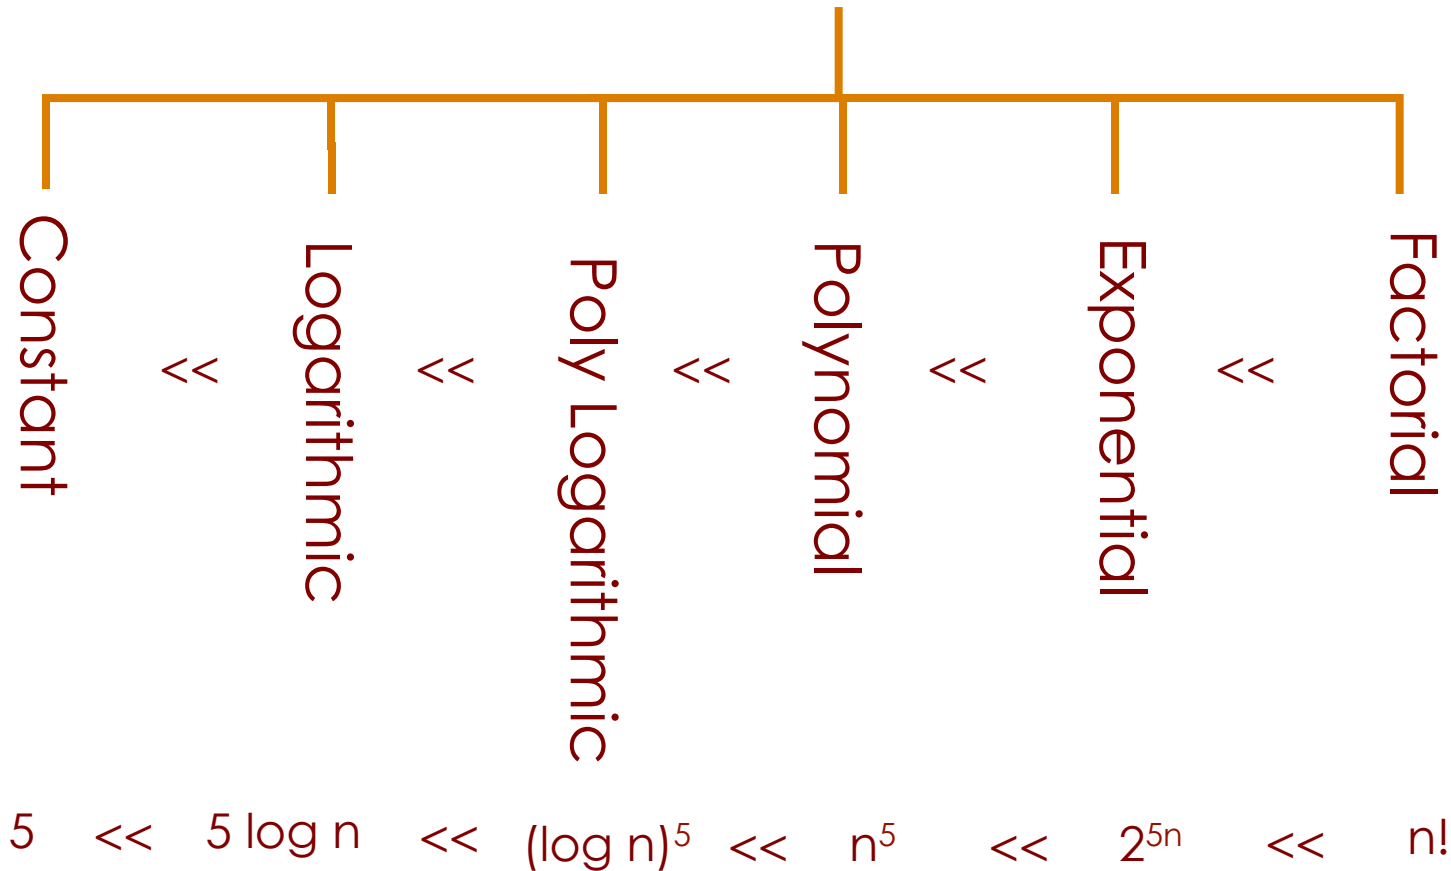 Constant << Logarithmic << Poly Logarithmic << Polynomial << Exponential << Factorial
5 << 5 log n << (log n)⁵ << n⁵ << 2⁵ⁿ << n!